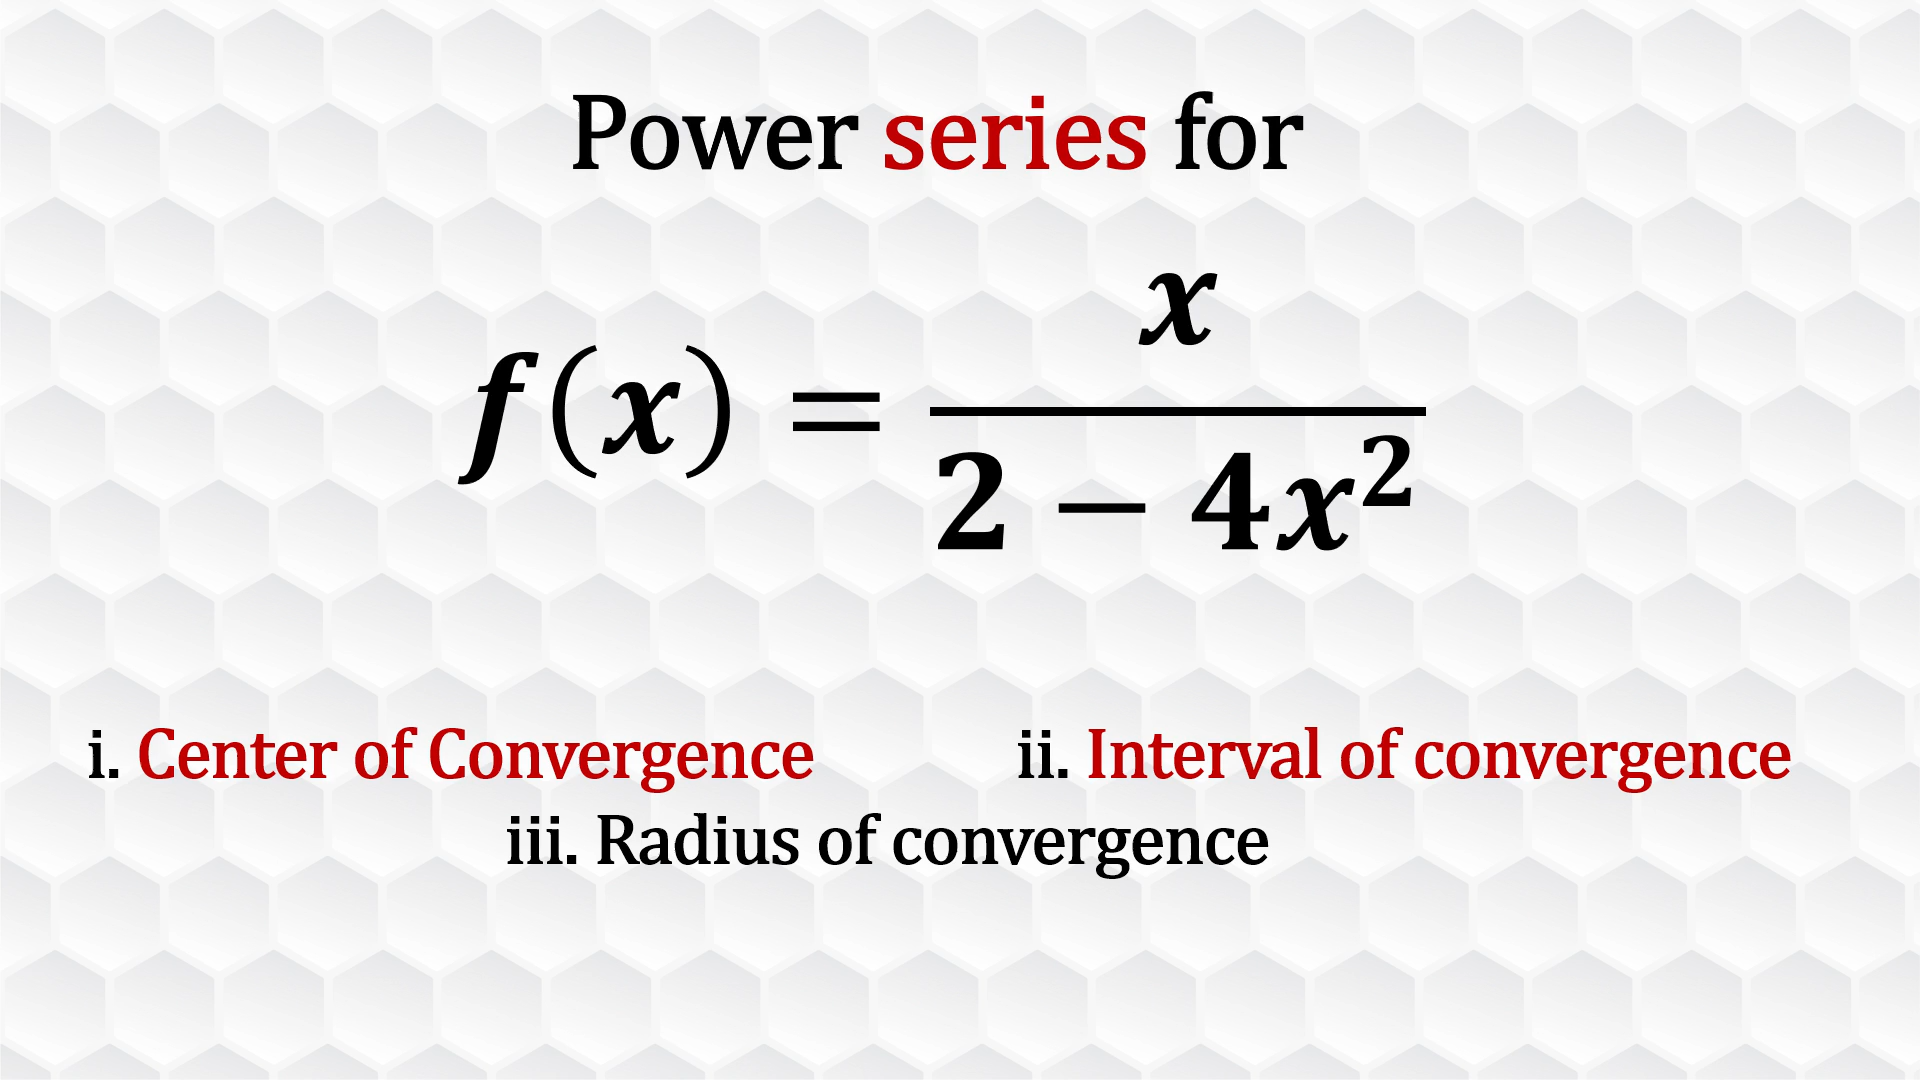 Power series for
f(x) = x / (2 − 4x²)
i. Center of Convergence ii. Interval of convergence
iii. Radius of convergence